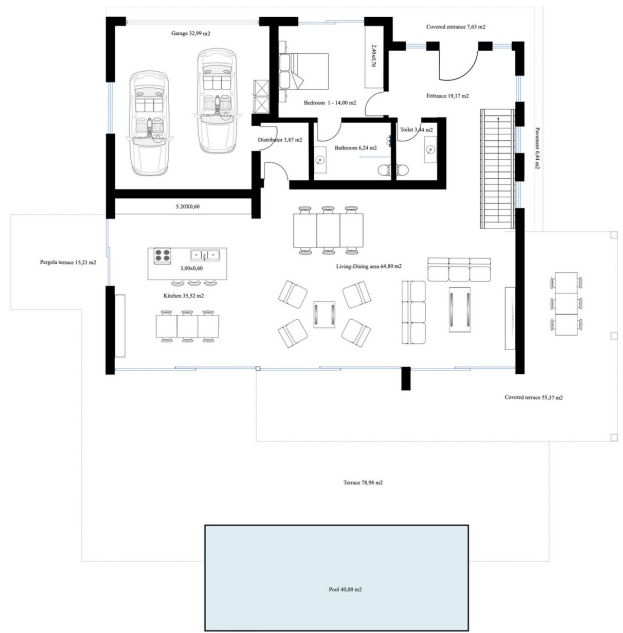 Covered entrance 7,63 m2
Garage 32,99 m2
2,40x0,70
Entrance 19,17 m2
Bedroom 1 - 14,00 m2
Toilet 3,44 m2
Distributor 3,87 m2
Bathroom 6,24 m2
Pavement 6,84 m2
5.20X0,60
Pergola terrace 15,21 m2
3,00x0,60
Living-Dining area 64,80 m2
Kitchen 35,52 m2
Covered terrace 55,37 m2
Terrace 78,98 m2
Pool 40,00 m2